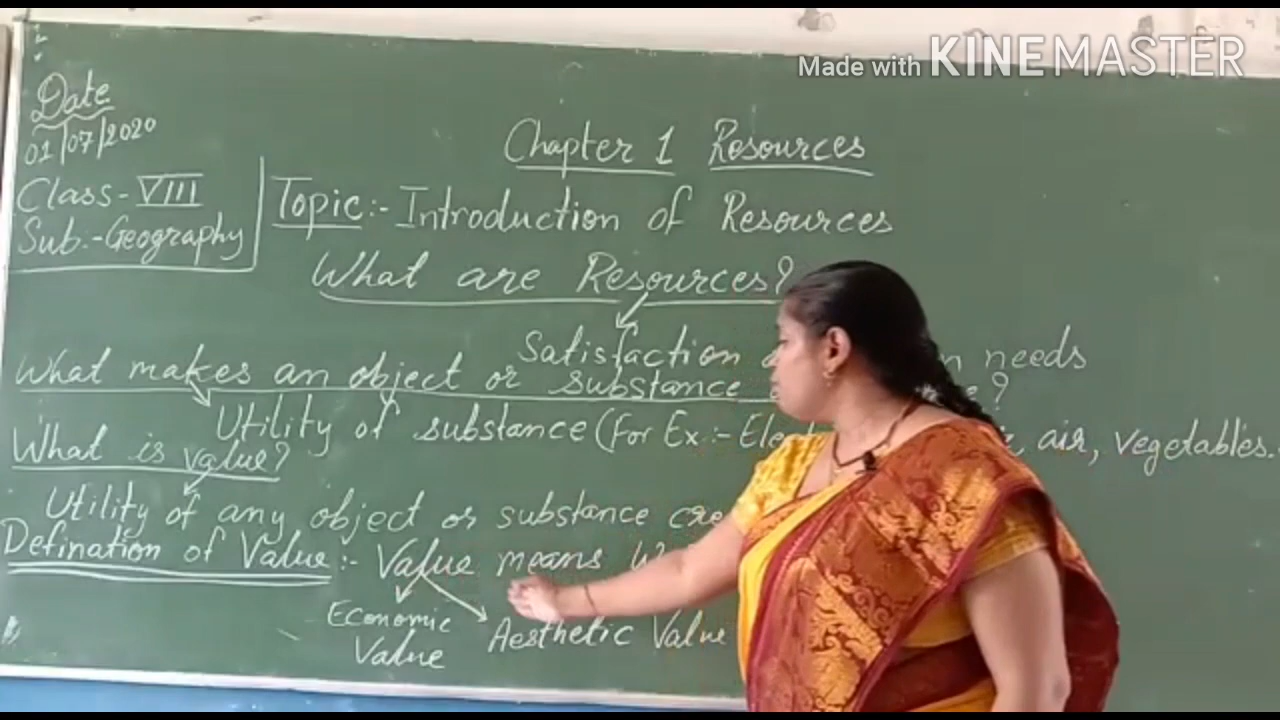 Made with KINEMASTER
Date
01/07/2020
Class-VIII
Sub.-Geography
Chapter 1 Resources
Topic:- Introduction of Resources
What are Resources?
Satisfaction needs
What makes an object or substance ?
Utility of substance (For Ex.:- air, vegetables.
What is value?
Utility of any object or substance
Defination of Value:- Value means
Economic Value
Aesthetic Value